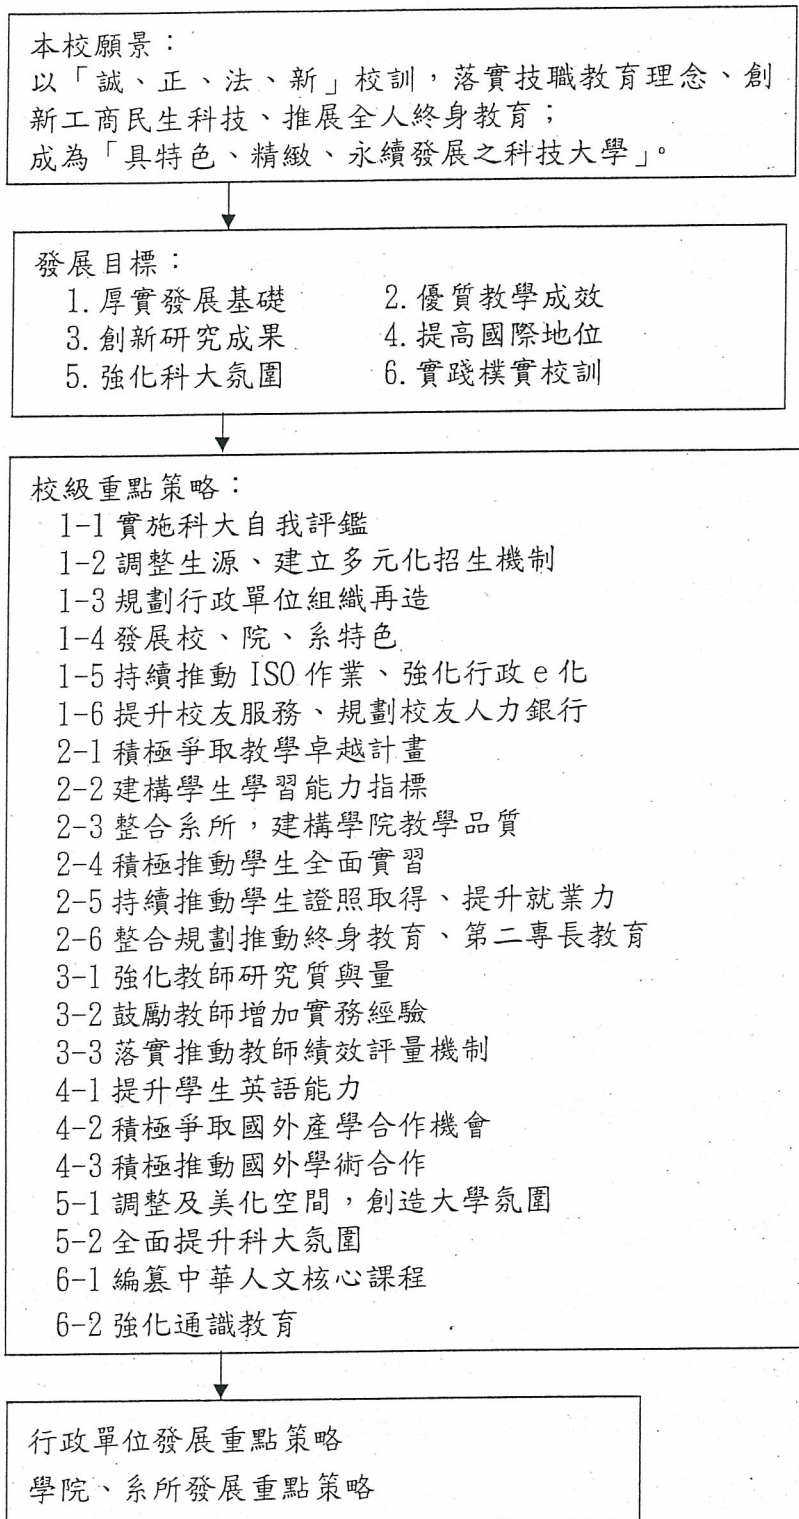 本校願景：
以「誠、正、法、新」校訓，落實技職教育理念、創
新工商民生科技、推展全人終身教育；
成為「具特色、精緻、永續發展之科技大學」。
發展目標：
1.厚實發展基礎 2.優質教學成效
3.創新研究成果 4.提高國際地位
5.強化科大氛圍 6.實踐樸實校訓
校級重點策略：
1-1實施科大自我評鑑
1-2調整生源、建立多元化招生機制
1-3規劃行政單位組織再造
1-4發展校、院、系特色
1-5持續推動ISO作業、強化行政e化
1-6提升校友服務、規劃校友人力銀行
2-1積極爭取教學卓越計畫
2-2建構學生學習能力指標
2-3整合系所，建構學院教學品質
2-4積極推動學生全面實習
2-5持續推動學生證照取得、提升就業力
2-6整合規劃推動終身教育、第二專長教育
3-1強化教師研究質與量
3-2鼓勵教師增加實務經驗
3-3落實推動教師績效評量機制
4-1提升學生英語能力
4-2積極爭取國外產學合作機會
4-3積極推動國外學術合作
5-1調整及美化空間，創造大學氛圍
5-2全面提升科大氛圍
6-1編纂中華人文核心課程
6-2強化通識教育
行政單位發展重點策略
學院、系所發展重點策略